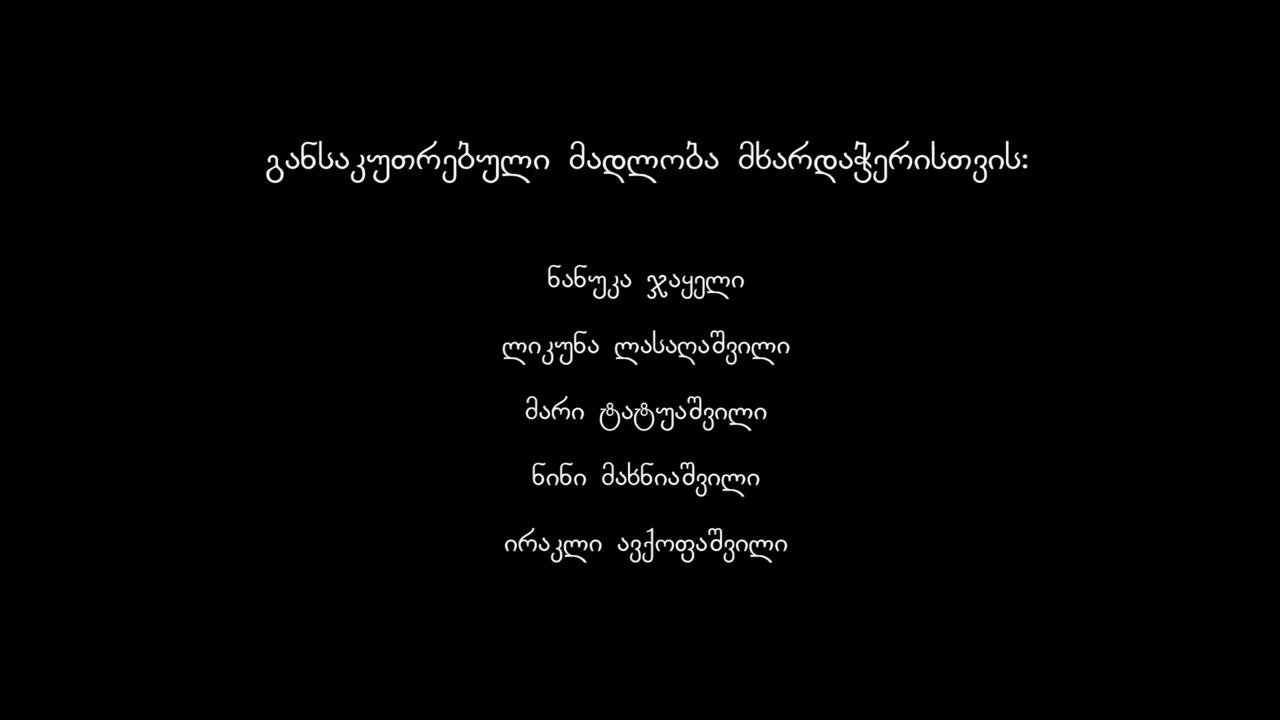 განსაკუთრებული მადლობა მხარდაჭერისთვის:
ნანუკა ჯაყელი
ლიკუნა ლასაღაშვილი
მარი ტატუაშვილი
ნინი მახნიაშვილი
ირაკლი ავქოფაშვილი